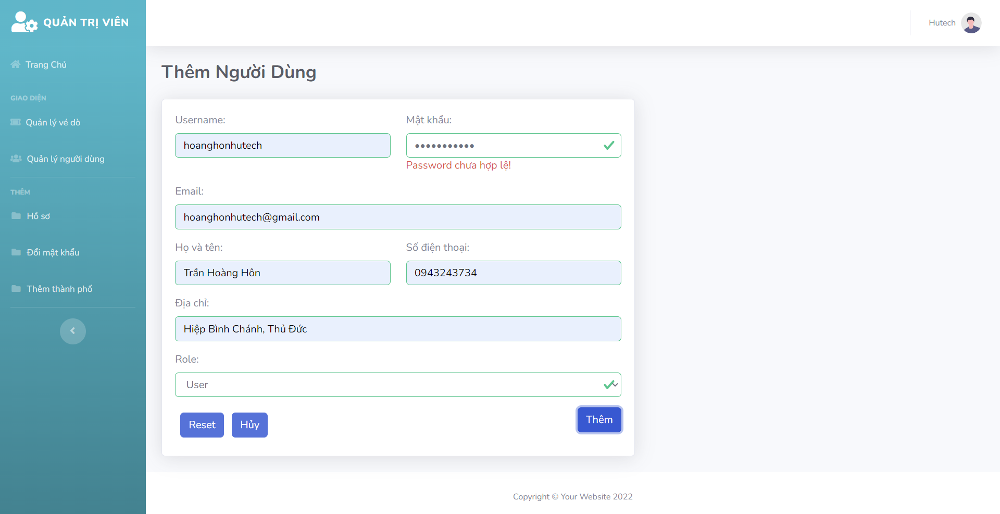 QUẢN TRỊ VIÊN
Trang Chủ
GIAO DIỆN
Quản lý vé dò
Quản lý người dùng
THÊM
Hồ sơ
Đổi mật khẩu
Thêm thành phố
Hutech
Thêm Người Dùng
Username:
hoanghonhutech
Mật khẩu:
•••••••••••
Password chưa hợp lệ!
Email:
hoanghonhutech@gmail.com
Họ và tên:
Trần Hoàng Hôn
Số điện thoại:
0943243734
Địa chỉ:
Hiệp Bình Chánh, Thủ Đức
Role:
User
Reset
Hủy
Thêm
Copyright © Your Website 2022